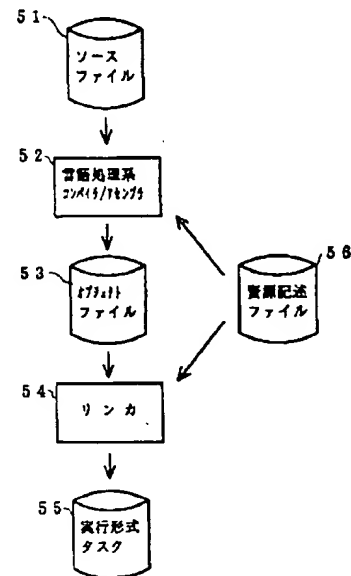 51
ソース
ファイル
52
言語処理系
コンパイラ/アセンブラ
53
オブジェクト
ファイル
56
資源記述
ファイル
54
リンカ
55
実行形式
タスク